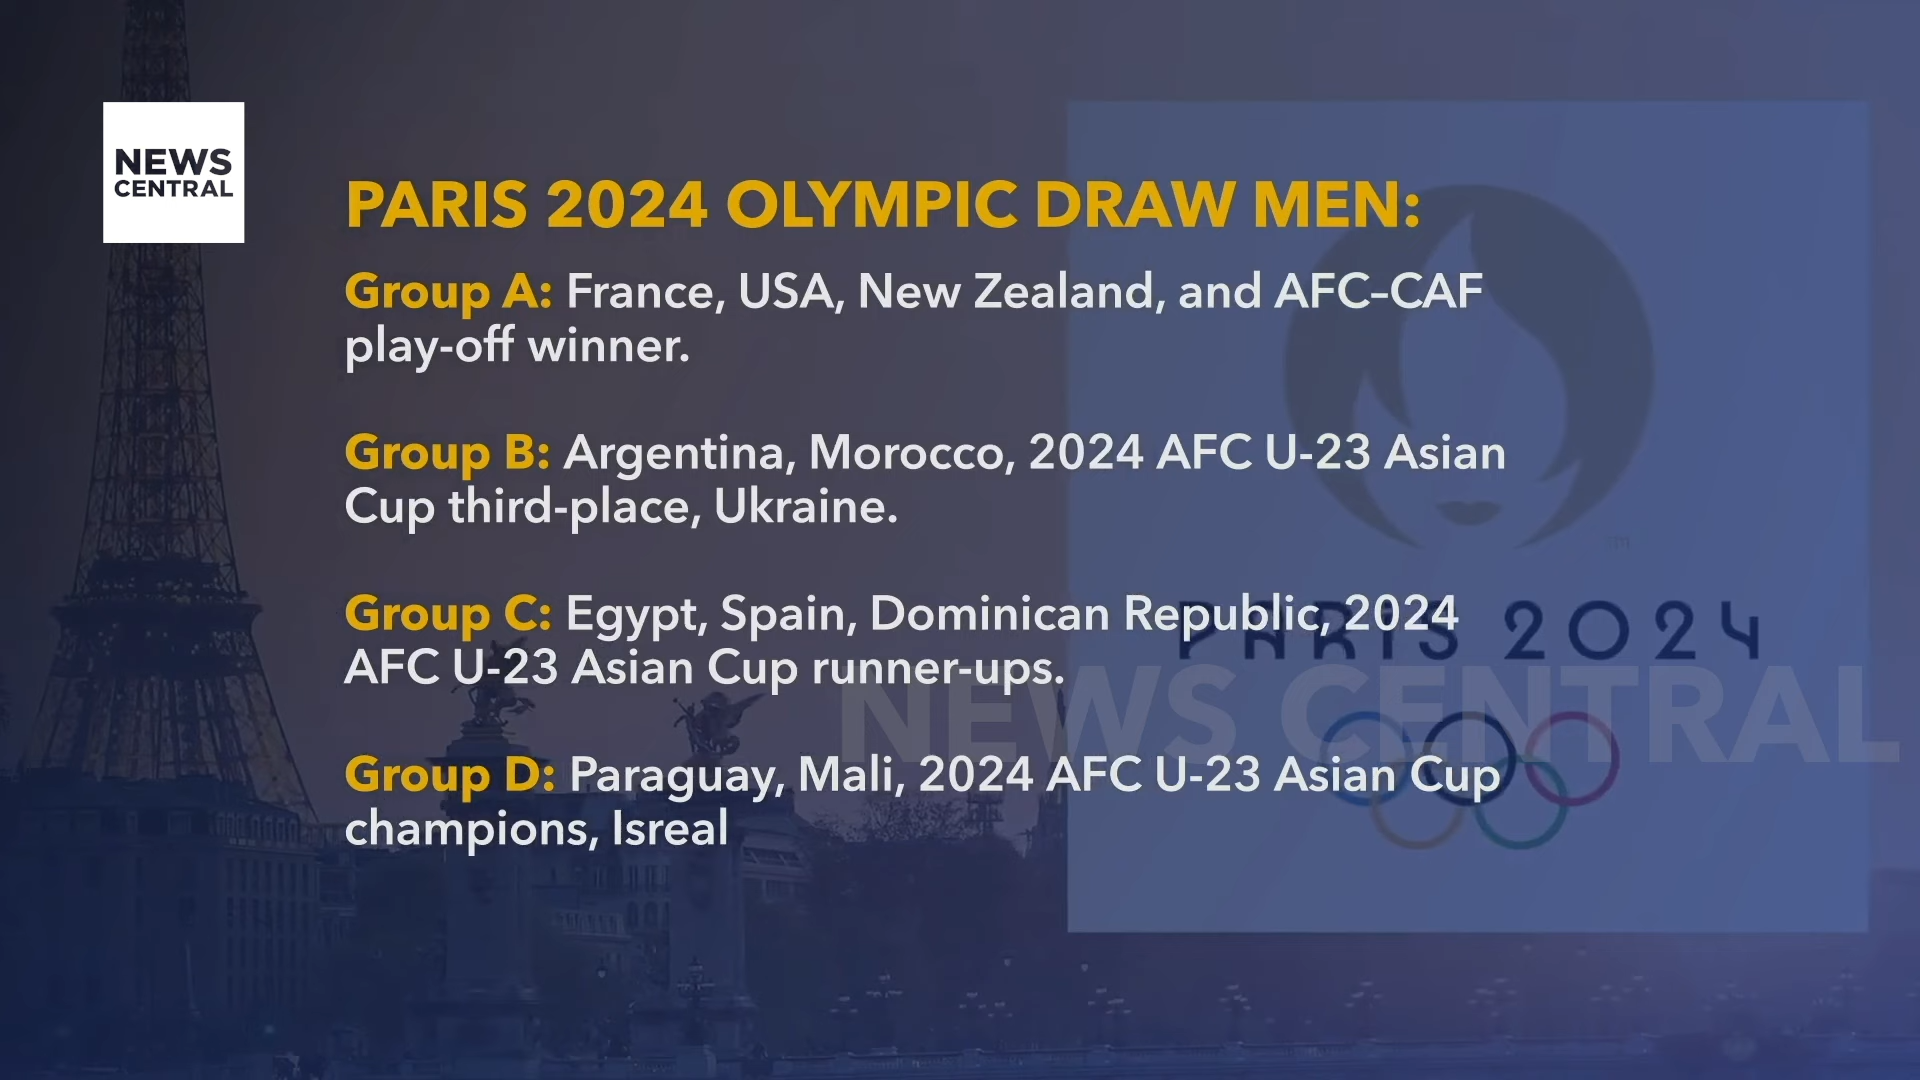 NEWS
CENTRAL
PARIS 2024 OLYMPIC DRAW MEN:
Group A: France, USA, New Zealand, and AFC–CAF
play-off winner.
Group B: Argentina, Morocco, 2024 AFC U-23 Asian
Cup third-place, Ukraine.
Group C: Egypt, Spain, Dominican Republic, 2024
AFC U-23 Asian Cup runner-ups.
Group D: Paraguay, Mali, 2024 AFC U-23 Asian Cup
champions, Isreal
TM
PARIS 2024
NEWS CENTRAL